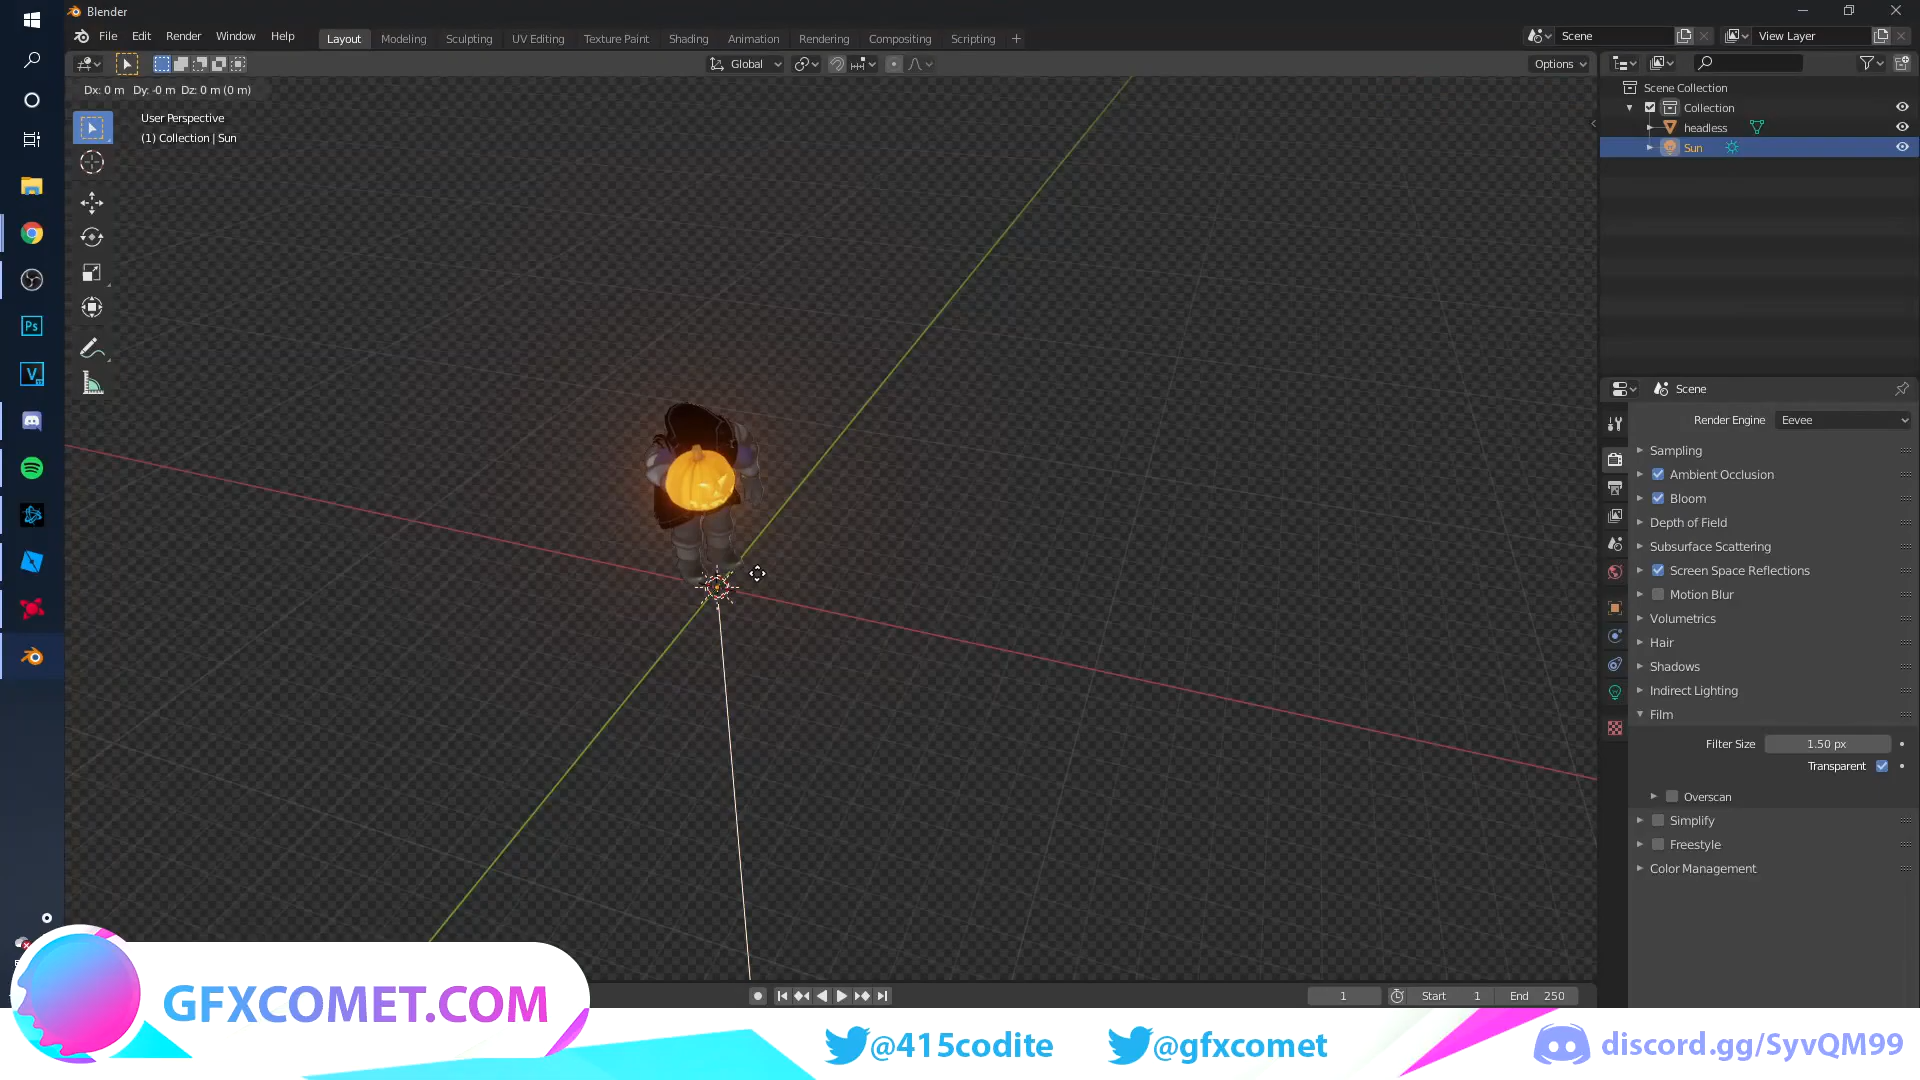 Blender
File Edit Render Window Help
Layout Modeling Sculpting UV Editing Texture Paint Shading Animation Rendering Compositing Scripting +
Scene
View Layer
Global
Options
Dx: 0 m Dy: -0 m Dz: 0 m (0 m)
User Perspective
(1) Collection | Sun
Scene Collection
Collection
headless
Sun
Scene
Render Engine Eevee
Sampling
Ambient Occlusion
Bloom
Depth of Field
Subsurface Scattering
Screen Space Reflections
Motion Blur
Volumetrics
Hair
Shadows
Indirect Lighting
Film
Filter Size 1.50 px
Transparent
Overscan
Simplify
Freestyle
Color Management
Ps
V
1 Start 1 End 250
GFXCOMET.COM
@415codite @gfxcomet discord.gg/SyvQM99